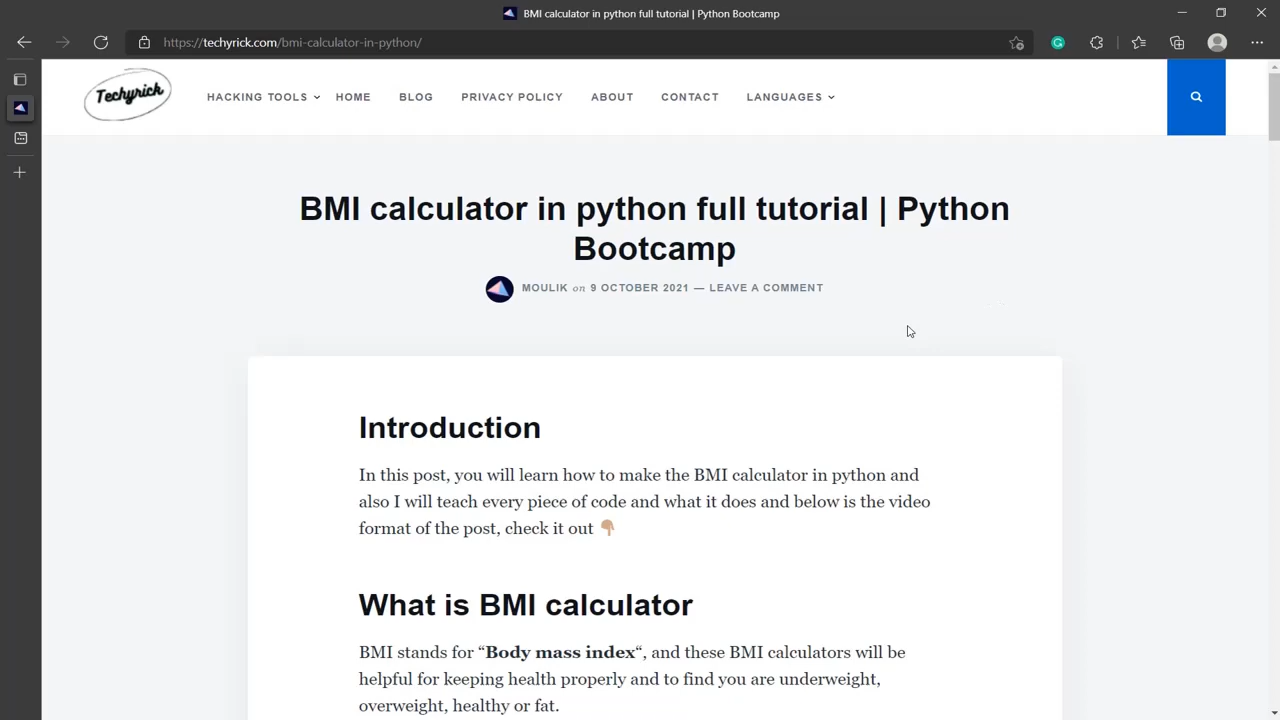 BMI calculator in python full tutorial | Python Bootcamp
https://techyrick.com/bmi-calculator-in-python/
Techyrick
HACKING TOOLS HOME BLOG PRIVACY POLICY ABOUT CONTACT LANGUAGES
BMI calculator in python full tutorial | Python
Bootcamp
MOULIK on 9 OCTOBER 2021 — LEAVE A COMMENT
Introduction
In this post, you will learn how to make the BMI calculator in python and
also I will teach every piece of code and what it does and below is the video
format of the post, check it out 👇🏽
What is BMI calculator
BMI stands for “Body mass index“, and these BMI calculators will be
helpful for keeping health properly and to find you are underweight,
overweight, healthy or fat.